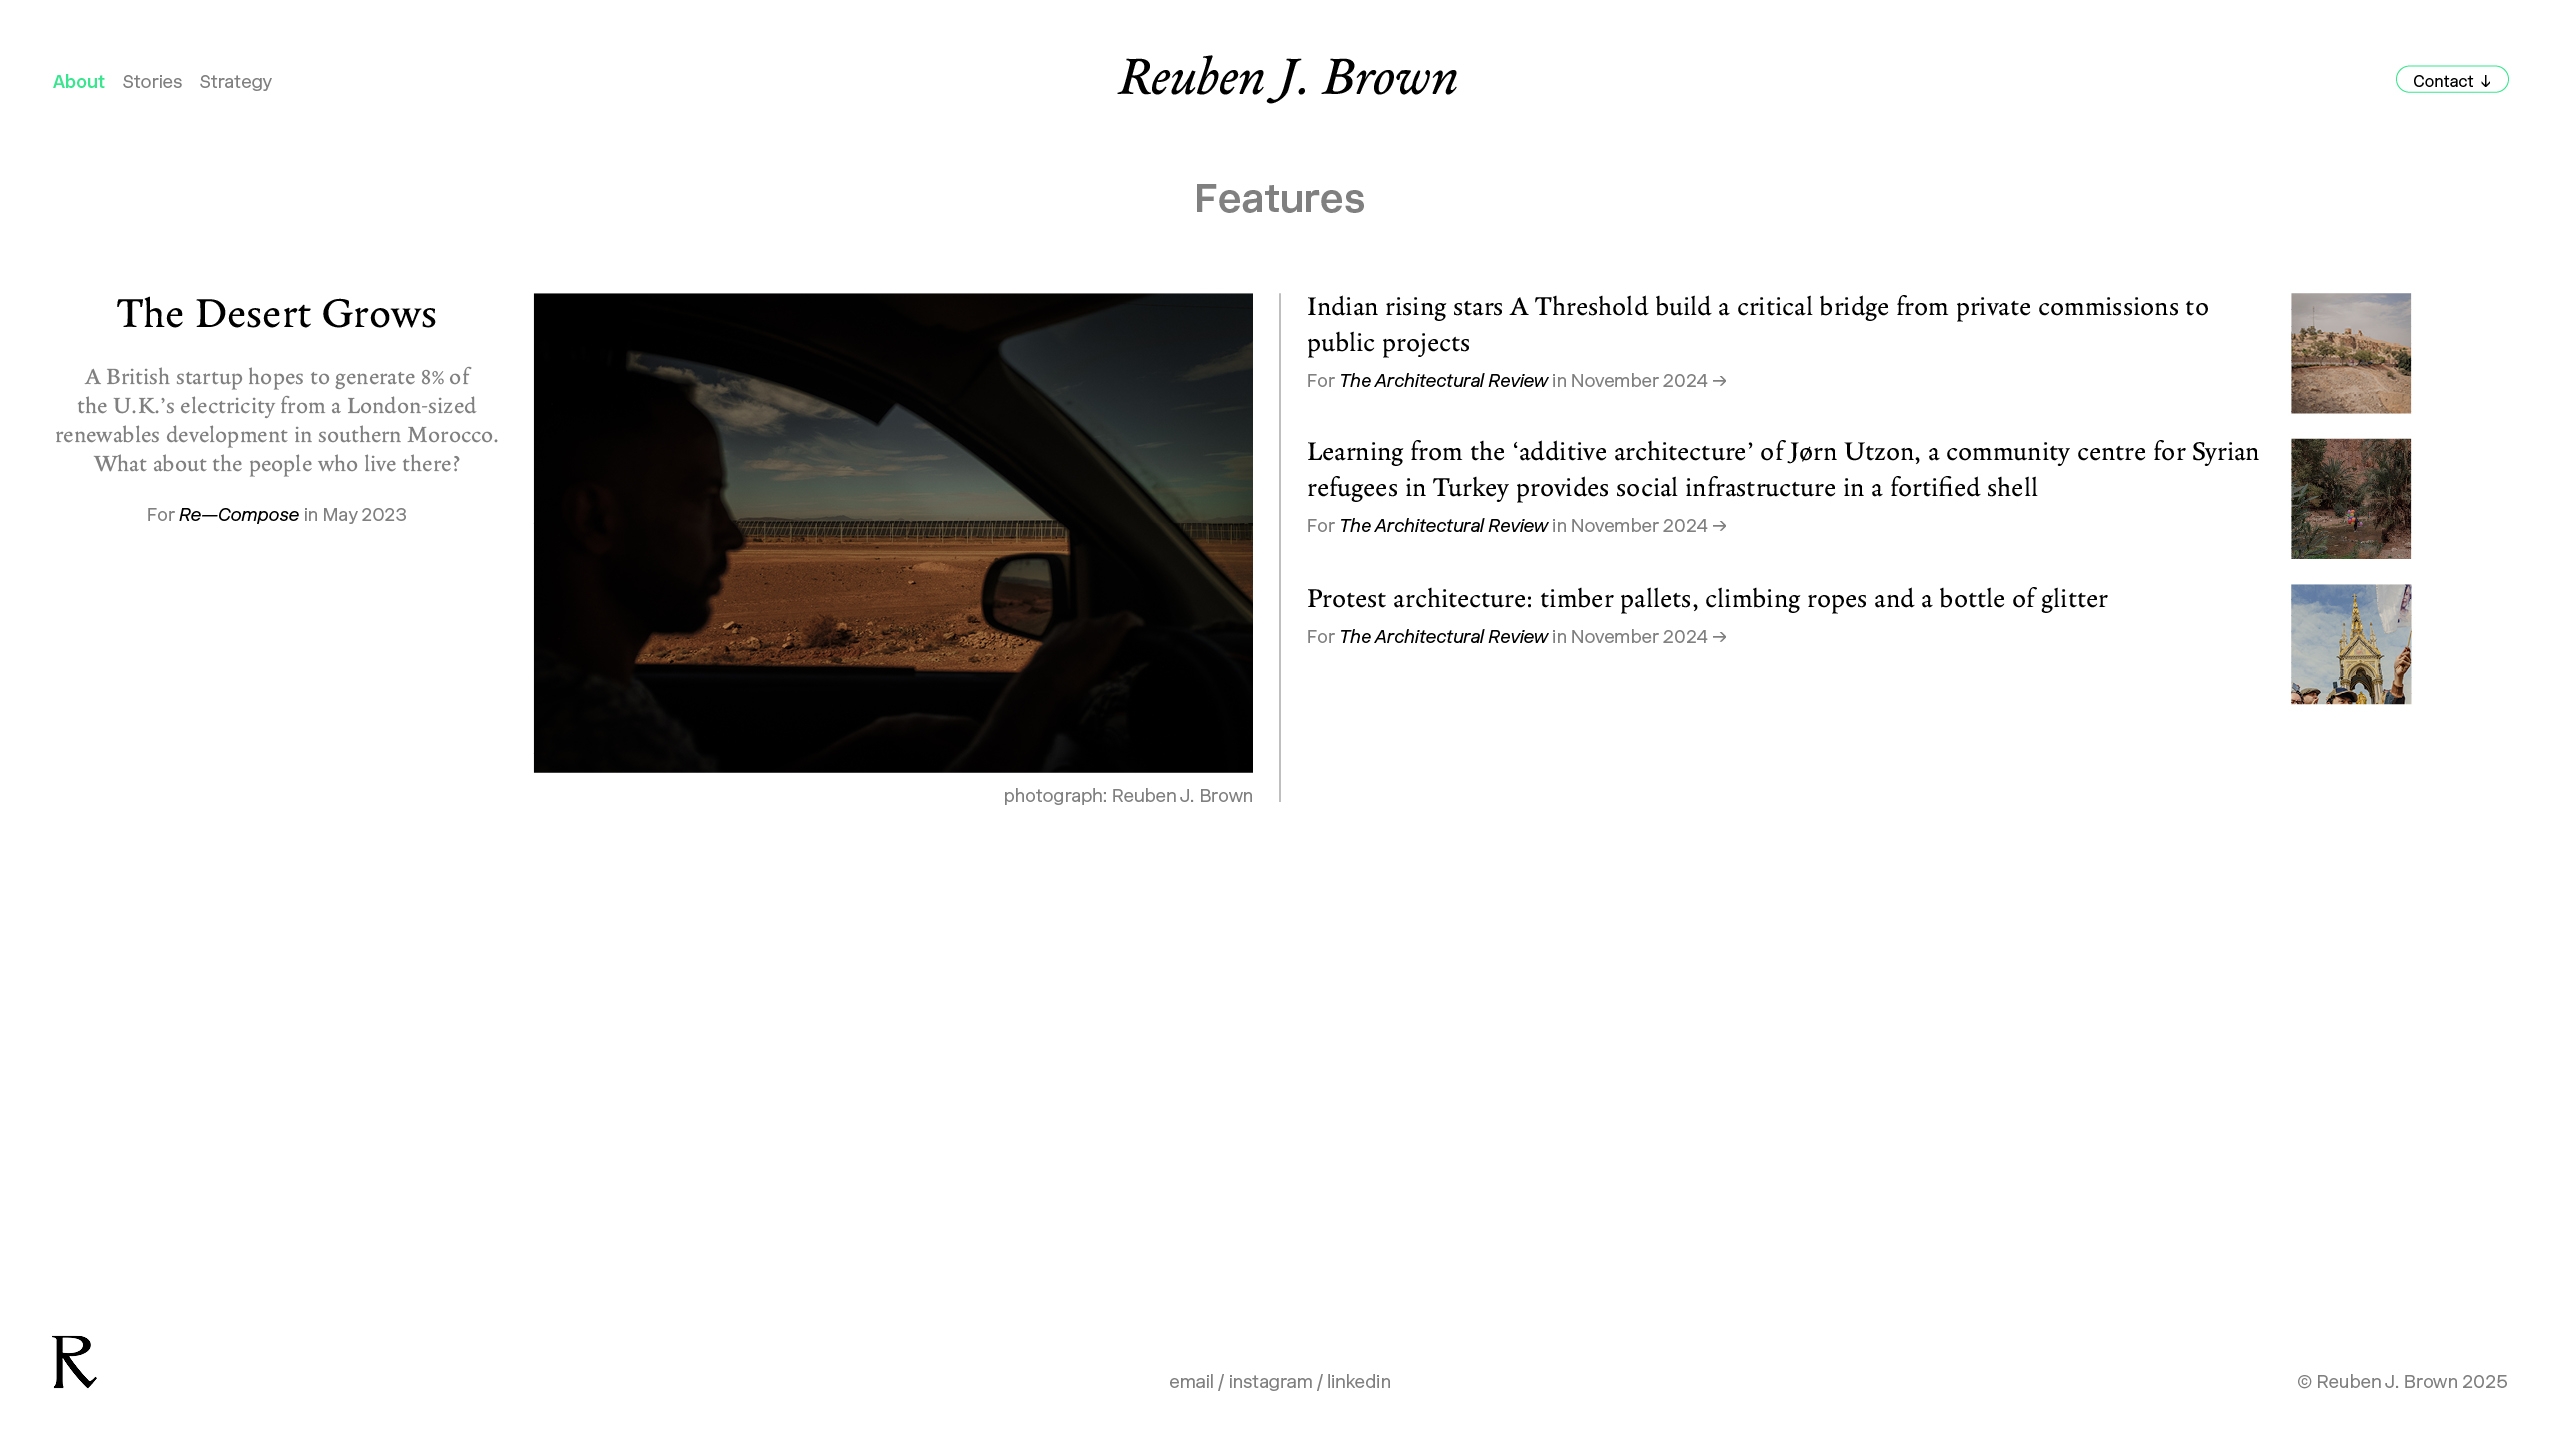 About Stories Strategy
Reuben J. Brown
Contact ↓
Features
The Desert Grows
A British startup hopes to generate 8% of
the U.K.’s electricity from a London-sized
renewables development in southern Morocco.
What about the people who live there?
For Re—Compose in May 2023
photograph: Reuben J. Brown
Indian rising stars A Threshold build a critical bridge from private commissions to
public projects
For The Architectural Review in November 2024 →
Learning from the ‘additive architecture’ of Jørn Utzon, a community centre for Syrian
refugees in Turkey provides social infrastructure in a fortified shell
For The Architectural Review in November 2024 →
Protest architecture: timber pallets, climbing ropes and a bottle of glitter
For The Architectural Review in November 2024 →
R
email / instagram / linkedin
© Reuben J. Brown 2025